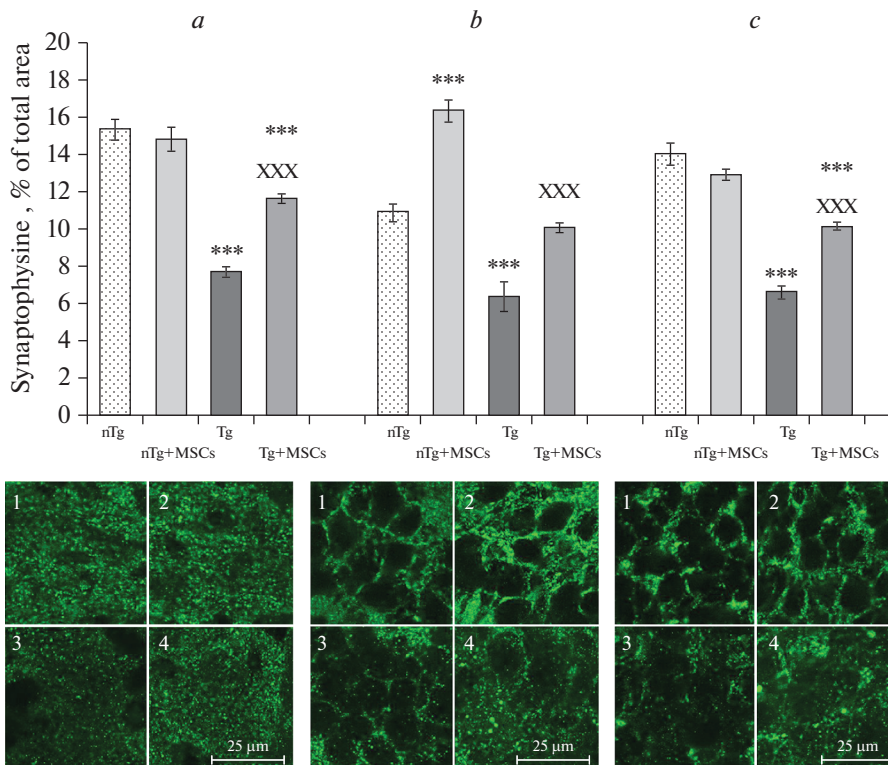 a b c
Synaptophysine , % of total area
20
18
16
14
12
10
8
6
4
2
0
*** *** ***
XXX XXX XXX
*** *** ***
nTg Tg nTg Tg nTg Tg
nTg+MSCs Tg+MSCs nTg+MSCs Tg+MSCs nTg+MSCs Tg+MSCs
1 2 1 2 1 2
3 4 3 4 3 4
25 µm 25 µm 25 µm